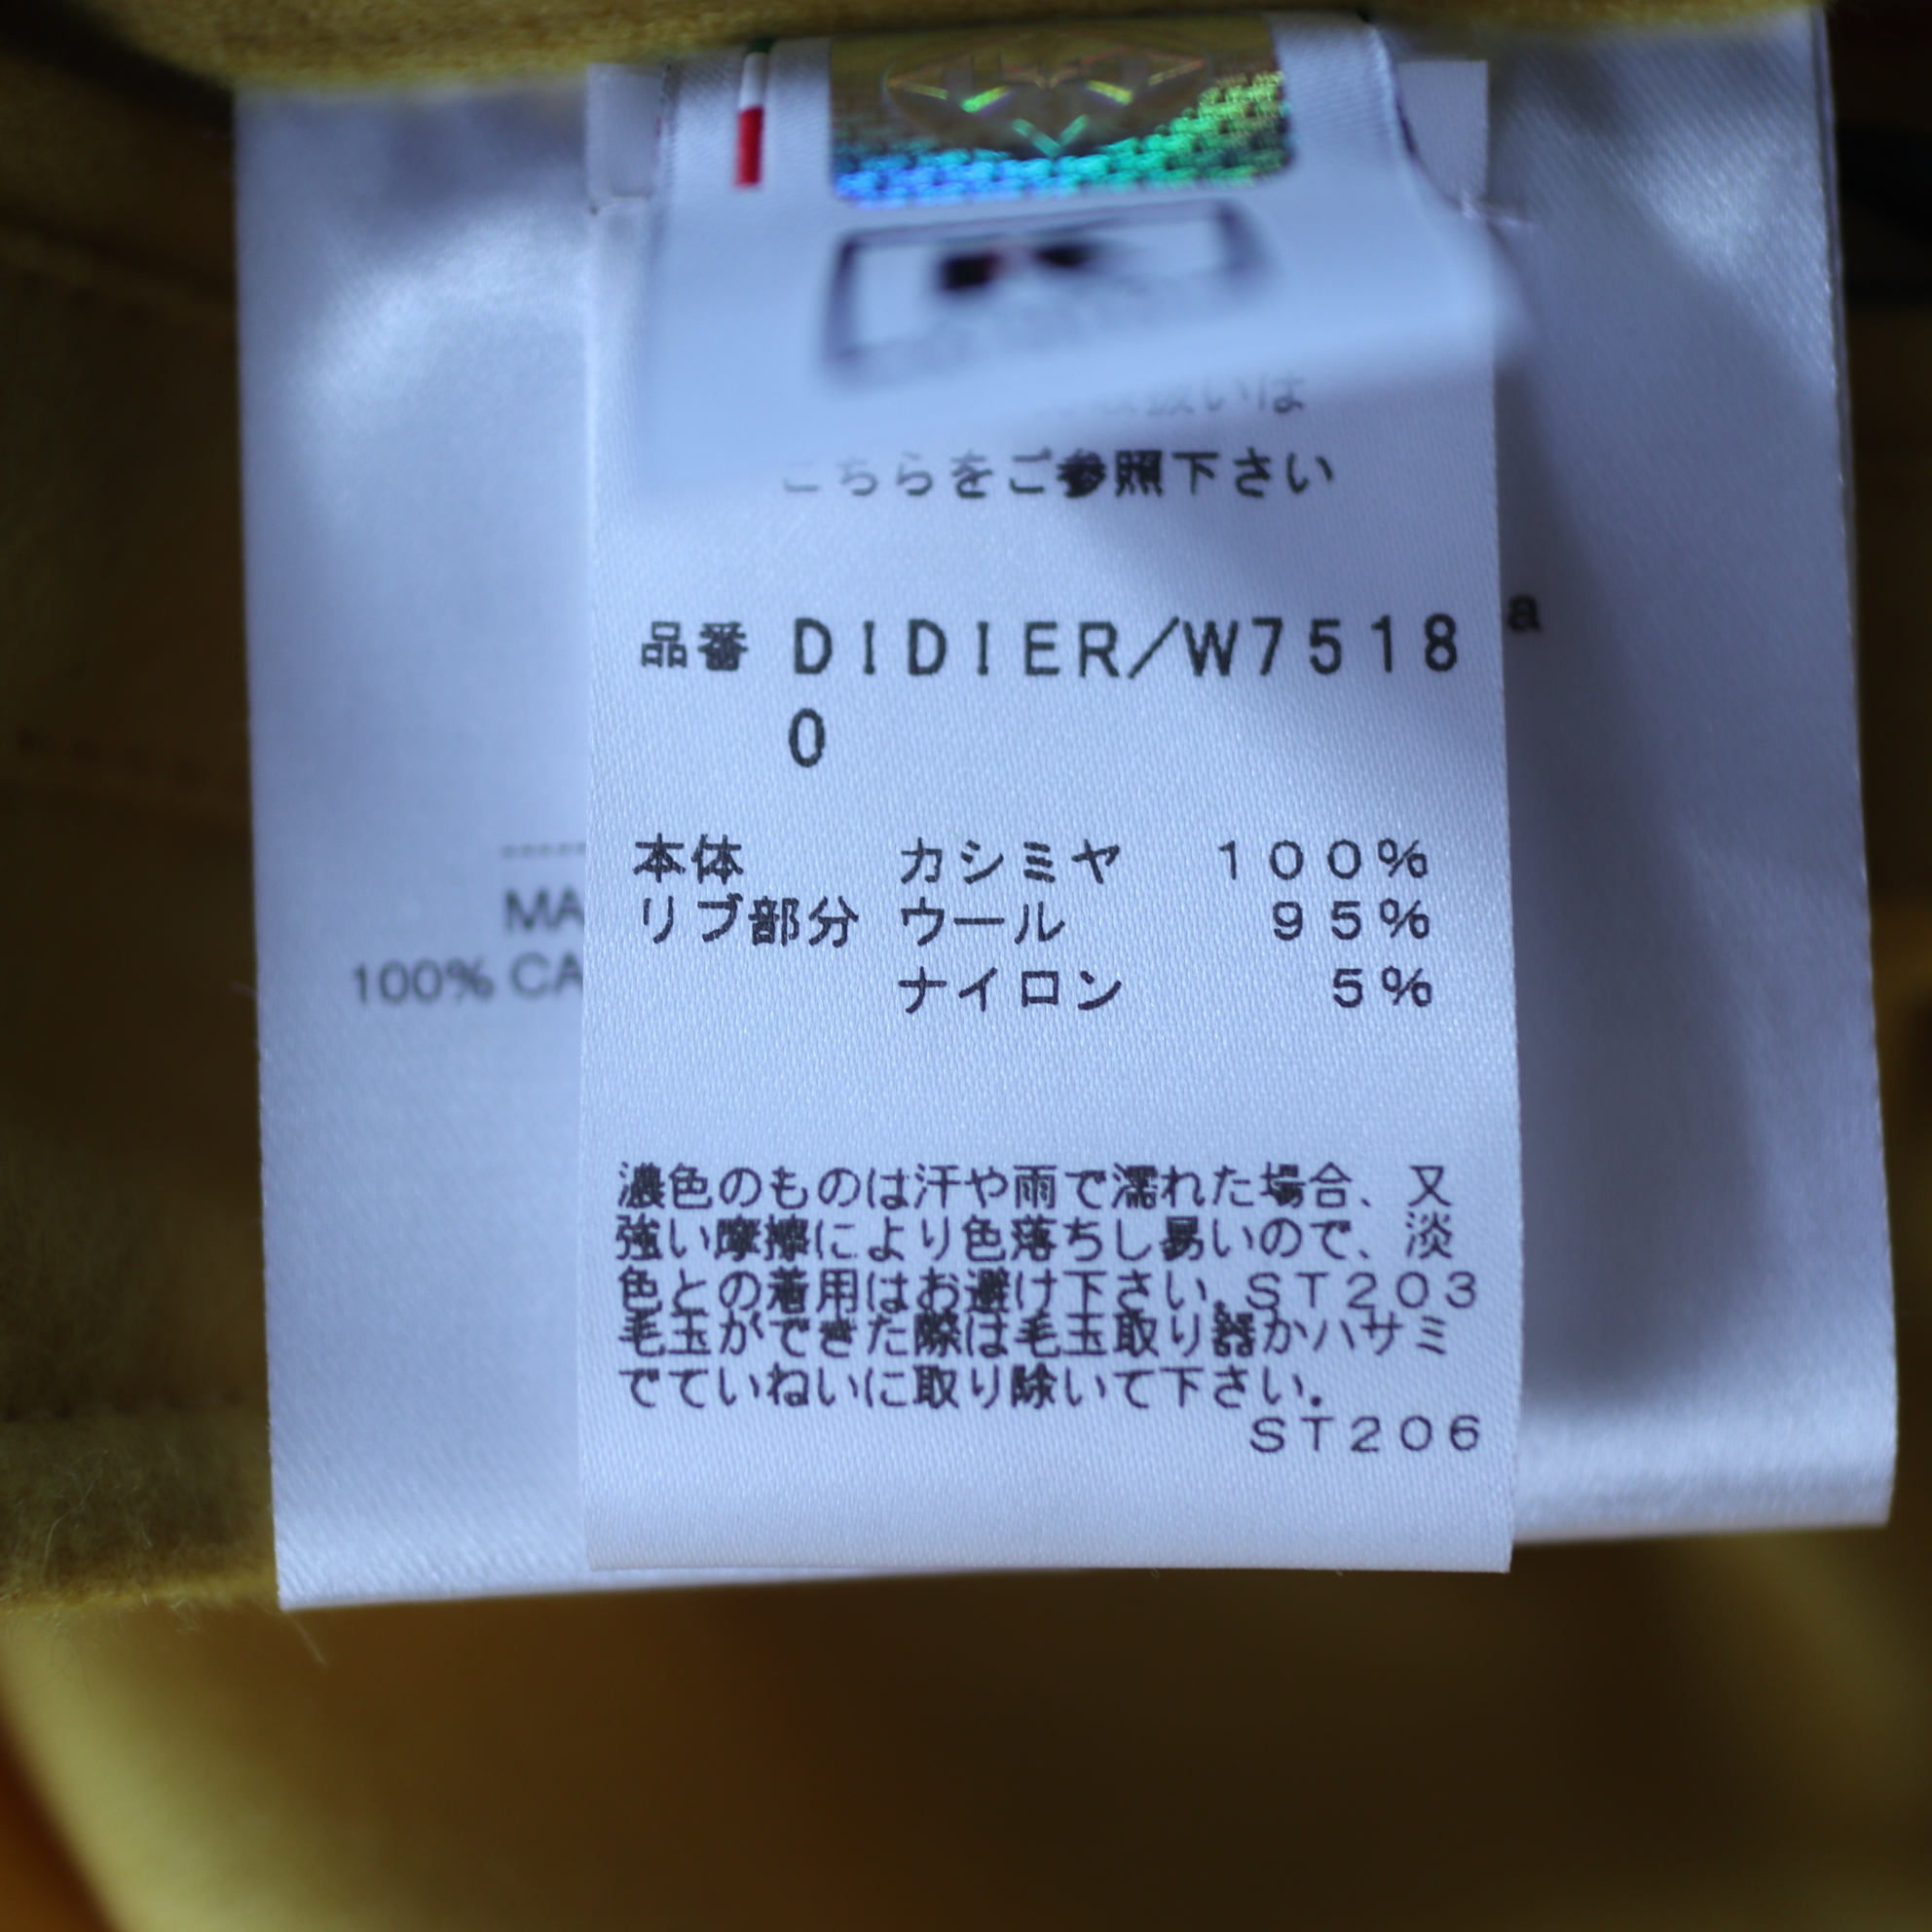 扱いは
こちらをご参照下さい
品番 DIDIER/W7518
0
a
本体 カシミヤ 100%
リブ部分 ウール 95%
ナイロン 5%
MA
100% CA
濃色のものは汗や雨で濡れた場合、又
強い摩擦により色落ちし易いので、淡
色との着用はお避け下さい。ST203
毛玉ができた際は毛玉取り器かハサミ
でていねいに取り除いて下さい。
ST206